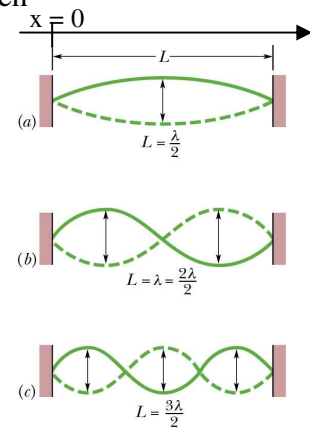 x = 0
L
(a)
L = λ/2
(b)
L = λ = 2λ/2
(c)
L = 3λ/2